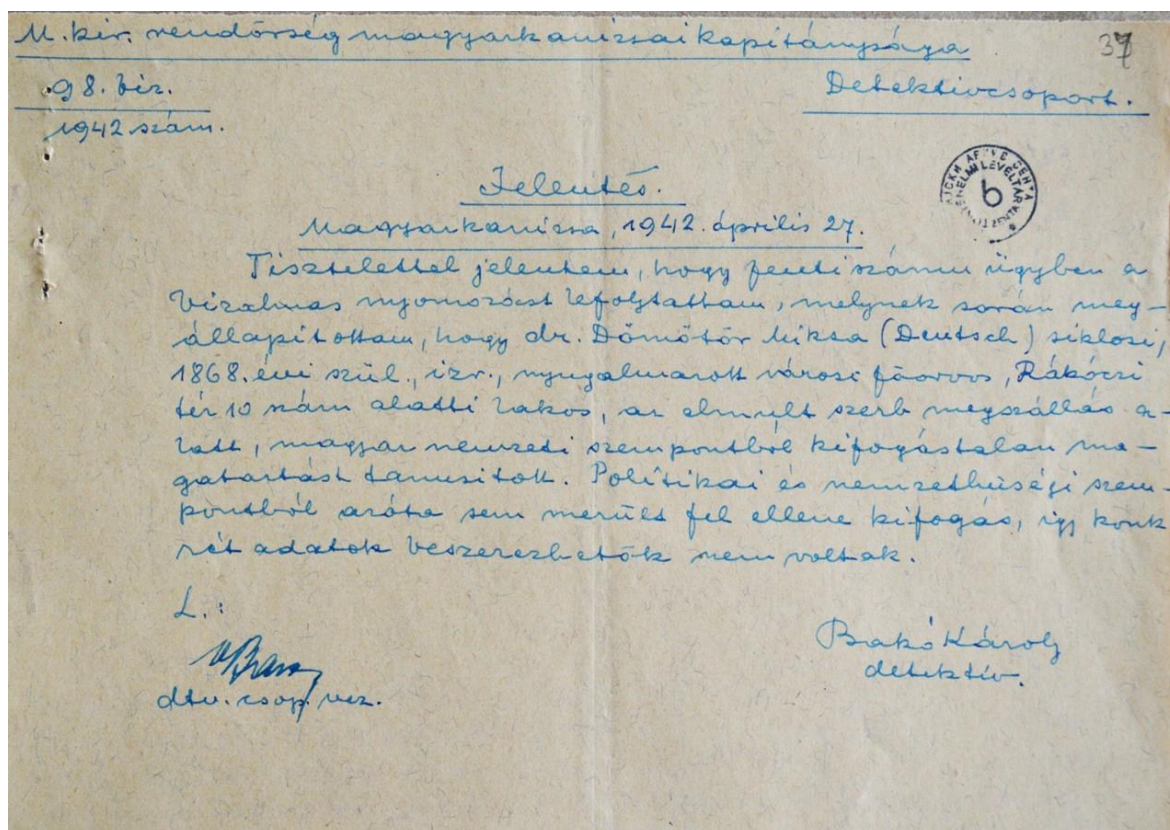 M. kir. rendőrség magyarkanizsai kapitánysága
37
98. biz.
1942 szám.
Detektivcsoport.
Jelentés.
Magyarkanizsa, 1942. április 27.
Tisztelettel jelentem, hogy fenti számu ügyben a
bizalmas nyomozást lefolytattam, melynek során meg-
állapitottam, hogy dr. Dömötör Miksa (Deutsch) siklosi,
1868. évi szül., izr., nyugalmazott városi főorvos, Rákóczi
tér 10 szám alatti lakos, az elmult szerb megszállás a-
latt, magyar nemzeti szempontból kifogástalan ma-
gatartást tanusitott. Politikai és nemzethüségi szem-
pontból azóta sem merült fel ellene kifogás, igy konk
rét adatok beszerezhetők nem voltak.
L.:
dtv. csop. vez.
Bakó Károly
detektiv.